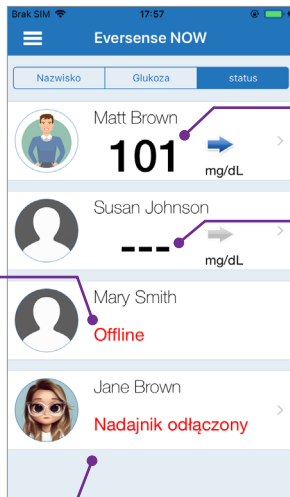 Brak SIM 17:57
Eversense NOW
Nazwisko Glukoza status
Matt Brown
101
mg/dL
Susan Johnson
---
mg/dL
Mary Smith
Offline
Jane Brown
Nadajnik odłączony